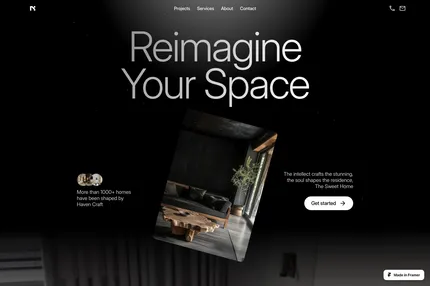 Projects Services About Contact
Reimagine
Your Space
More than 1000+ homes
have been shaped by
Haven Craft
The intellect crafts the stunning,
the soul shapes the residence,
The Sweet Home
Get started
Made in Framer